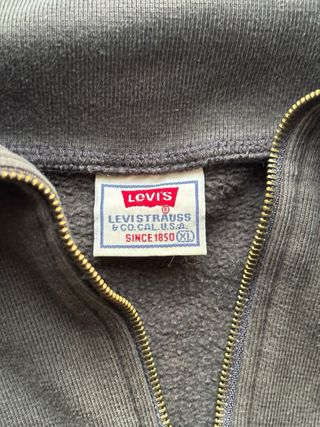 LEVI'S
®
LEVI STRAUSS
& CO. CAL. U.S.A.
SINCE 1850 XL